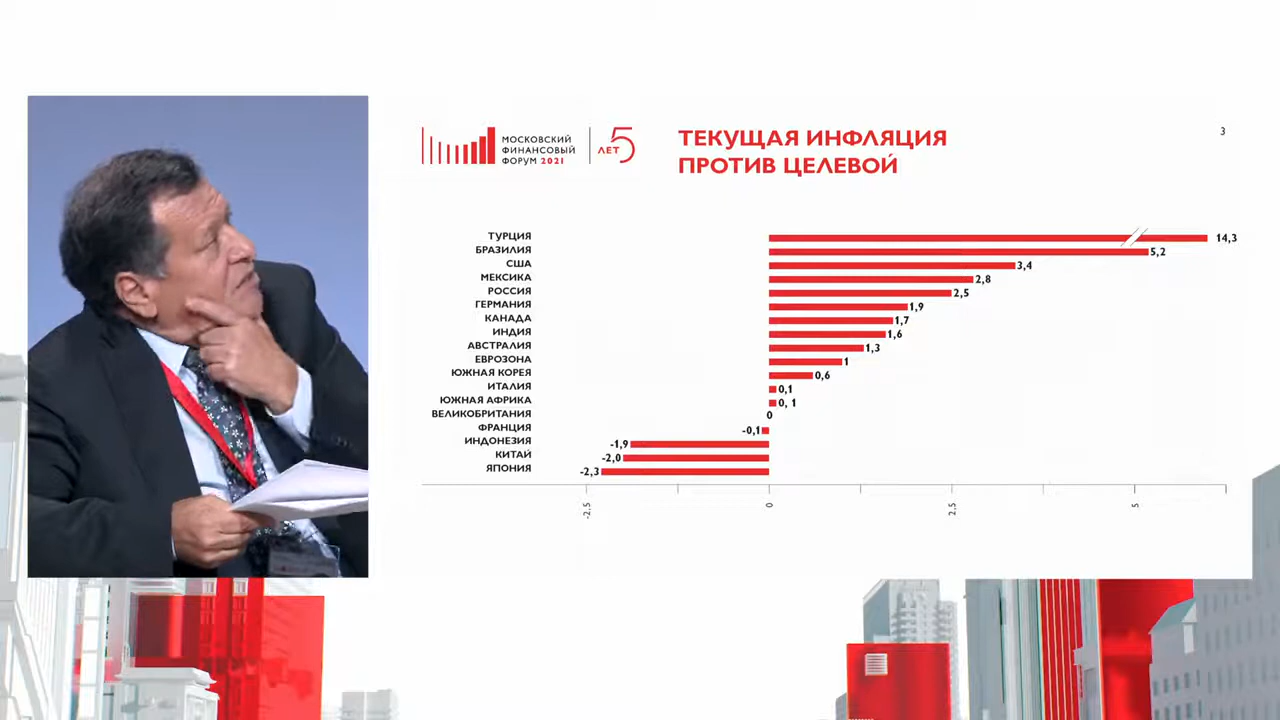 МОСКОВСКИЙ
ФИНАНСОВЫЙ
ФОРУМ 2021
5 ЛЕТ
ТЕКУЩАЯ ИНФЛЯЦИЯ
ПРОТИВ ЦЕЛЕВОЙ
3
ТУРЦИЯ 14,3
БРАЗИЛИЯ 5,2
США 3,4
МЕКСИКА 2,8
РОССИЯ 2,5
ГЕРМАНИЯ 1,9
КАНАДА 1,7
ИНДИЯ 1,6
АВСТРАЛИЯ 1,3
ЕВРОЗОНА 1
ЮЖНАЯ КОРЕЯ 0,6
ИТАЛИЯ 0,1
ЮЖНАЯ АФРИКА 0, 1
ВЕЛИКОБРИТАНИЯ 0
ФРАНЦИЯ -0,1
ИНДОНЕЗИЯ -1,9
КИТАЙ -2,0
ЯПОНИЯ -2,3
-2,5 0 2,5 5